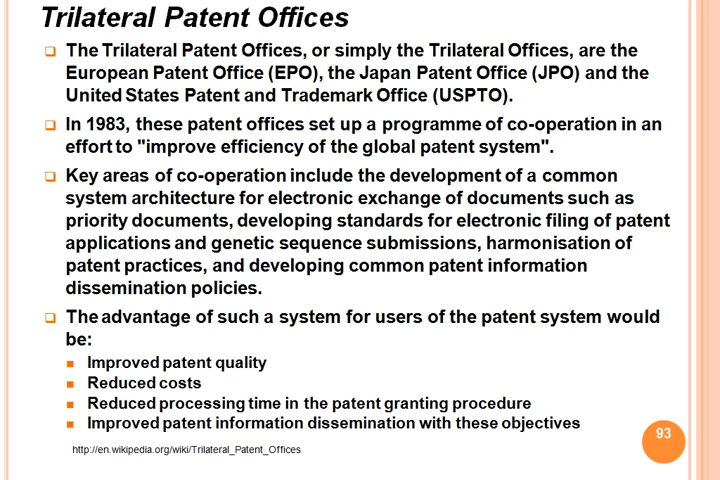 Trilateral Patent Offices
The Trilateral Patent Offices, or simply the Trilateral Offices, are the
European Patent Office (EPO), the Japan Patent Office (JPO) and the
United States Patent and Trademark Office (USPTO).
In 1983, these patent offices set up a programme of co-operation in an
effort to "improve efficiency of the global patent system".
Key areas of co-operation include the development of a common
system architecture for electronic exchange of documents such as
priority documents, developing standards for electronic filing of patent
applications and genetic sequence submissions, harmonisation of
patent practices, and developing common patent information
dissemination policies.
The advantage of such a system for users of the patent system would
be:
Improved patent quality
Reduced costs
Reduced processing time in the patent granting procedure
Improved patent information dissemination with these objectives
93
http://en.wikipedia.org/wiki/Trilateral_Patent_Offices